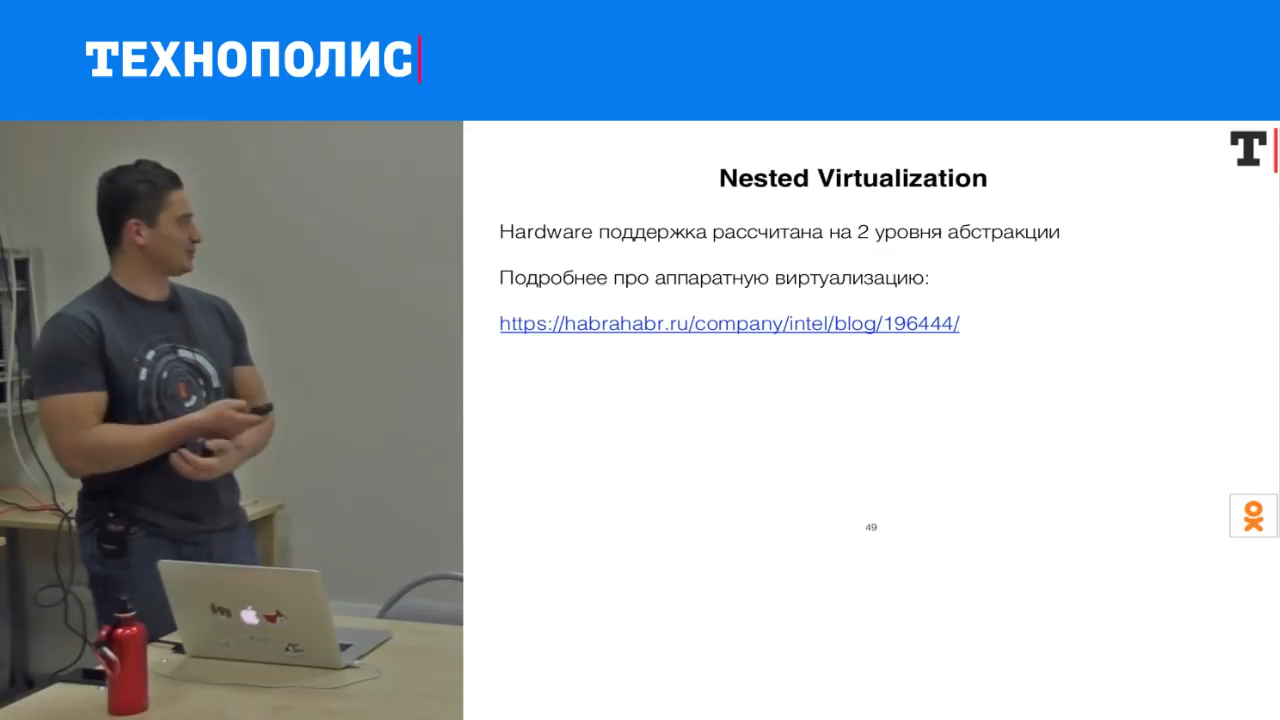 ТЕХНОПОЛИС
T
Nested Virtualization
Hardware поддержка рассчитана на 2 уровня абстракции
Подробнее про аппаратную виртуализацию:
https://habrahabr.ru/company/intel/blog/196444/
49